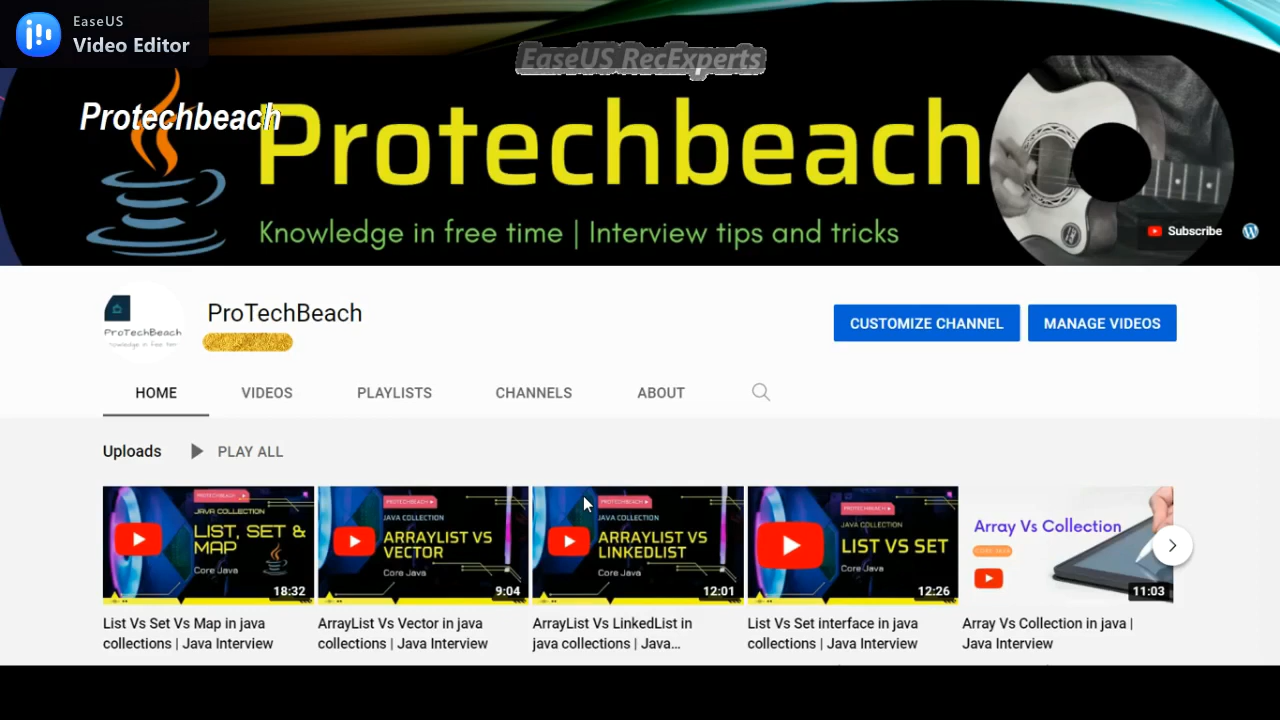 EaseUS
Video Editor
EaseUS RecExperts
Protechbeach
Protechbeach
Knowledge in free time | Interview tips and tricks
Subscribe
ProTechBeach
ProTechBeach
CUSTOMIZE CHANNEL
MANAGE VIDEOS
HOME
VIDEOS
PLAYLISTS
CHANNELS
ABOUT
Uploads
PLAY ALL
PROTECHBEACH
JAVA COLLECTION
LIST, SET &
MAP
Core Java
18:32
PROTECHBEACH
JAVA COLLECTION
ARRAYLIST VS
VECTOR
Core Java
9:04
PROTECHBEACH
JAVA COLLECTION
ARRAYLIST VS
LINKEDLIST
Core Java
12:01
PROTECHBEACH
JAVA COLLECTION
LIST VS SET
Core Java
12:26
Array Vs Collection
11:03
List Vs Set Vs Map in java
collections | Java Interview
ArrayList Vs Vector in java
collections | Java Interview
ArrayList Vs LinkedList in
java collections | Java...
List Vs Set interface in java
collections | Java Interview
Array Vs Collection in java |
Java Interview